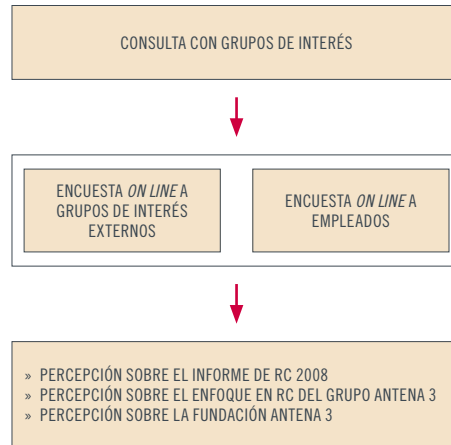 CONSULTA CON GRUPOS DE INTERÉS
ENCUESTA ON LINE A
GRUPOS DE INTERÉS
EXTERNOS
ENCUESTA ON LINE A
EMPLEADOS
» PERCEPCIÓN SOBRE EL INFORME DE RC 2008
» PERCEPCIÓN SOBRE EL ENFOQUE EN RC DEL GRUPO ANTENA 3
» PERCEPCIÓN SOBRE LA FUNDACIÓN ANTENA 3